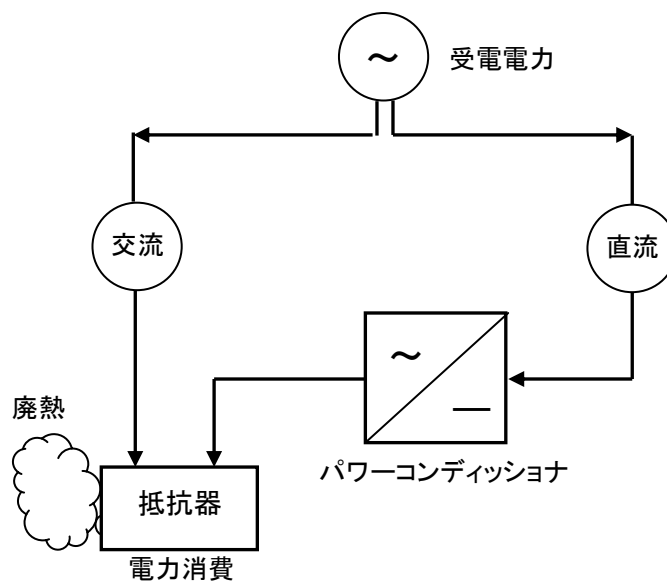 ~
受電電力
交流
直流
~
―
廃熱
パワーコンディッショナ
抵抗器
電力消費